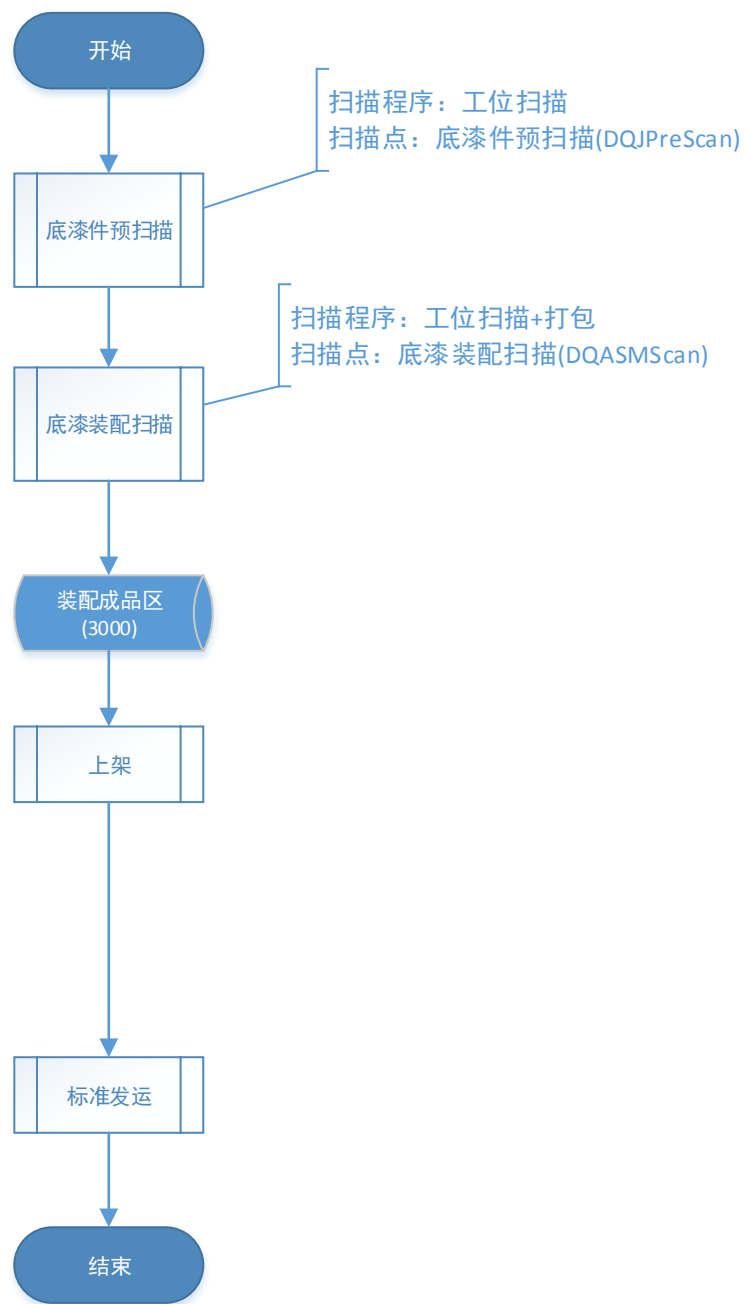 开始
扫描程序：工位扫描
扫描点：底漆件预扫描(DQJPreScan)
底漆件预扫描
扫描程序：工位扫描+打包
扫描点：底漆装配扫描(DQASMScan)
底漆装配扫描
装配成品区
(3000)
上架
标准发运
结束